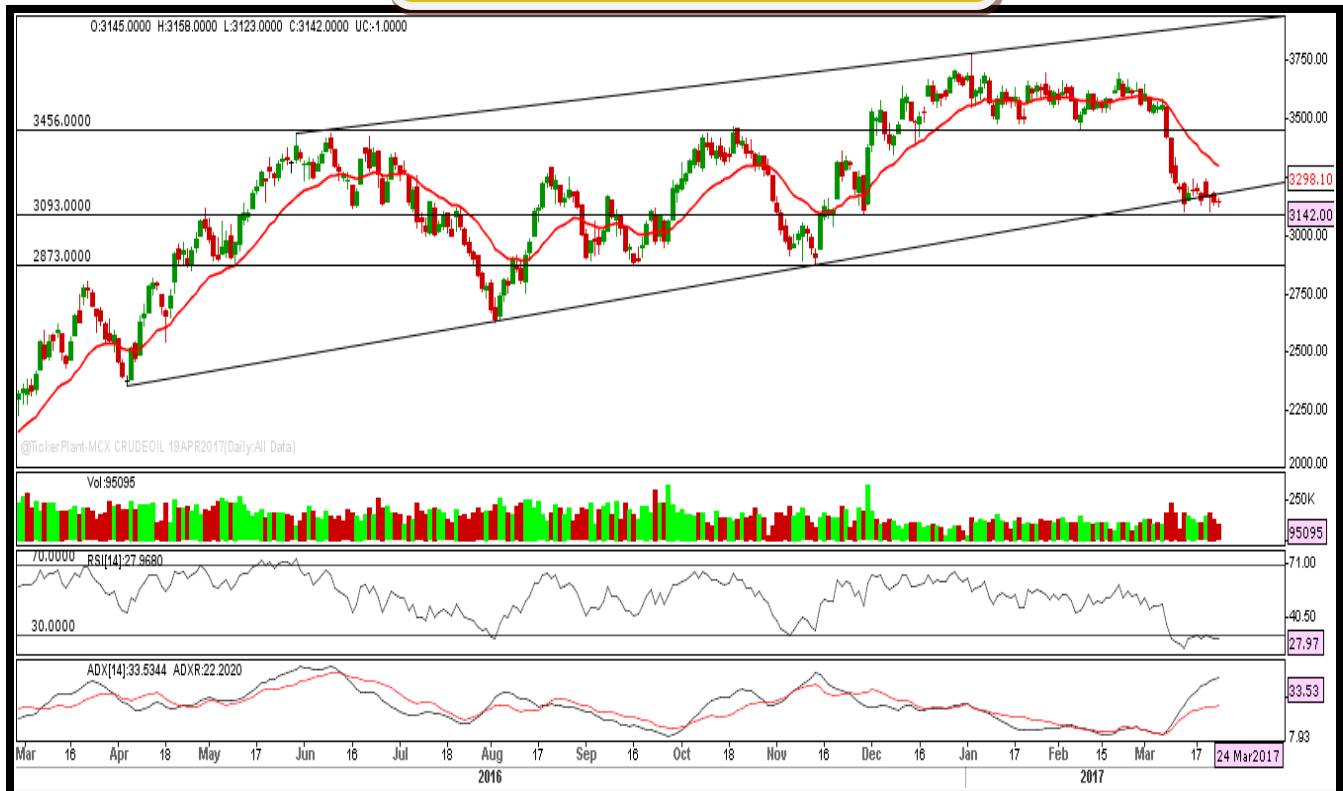 O:3145.0000 H:3158.0000 L:3123.0000 C:3142.0000 UC:-1.0000
3750.00
3456.0000
3500.00
3298.10
3093.0000
3142.00
3000.00
2873.0000
2750.00
2500.00
2250.00
@TickerPlant-MCX CRUDEOIL 19APR2017(Daily:All Data)
2000.00
Vol:95095
250K
95095
70.0000 RSI[14]:27.9680
71.00
40.50
30.0000
27.97
ADX[14]:33.5344 ADXR:22.2020
33.53
7.93
Mar 16 Apr 18 May 17 Jun 16 Jul 18 Aug 17 Sep 16 Oct 18 Nov 16 Dec 16 Jan 16 Feb 15 Mar 17 24 Mar2017
2016 2017